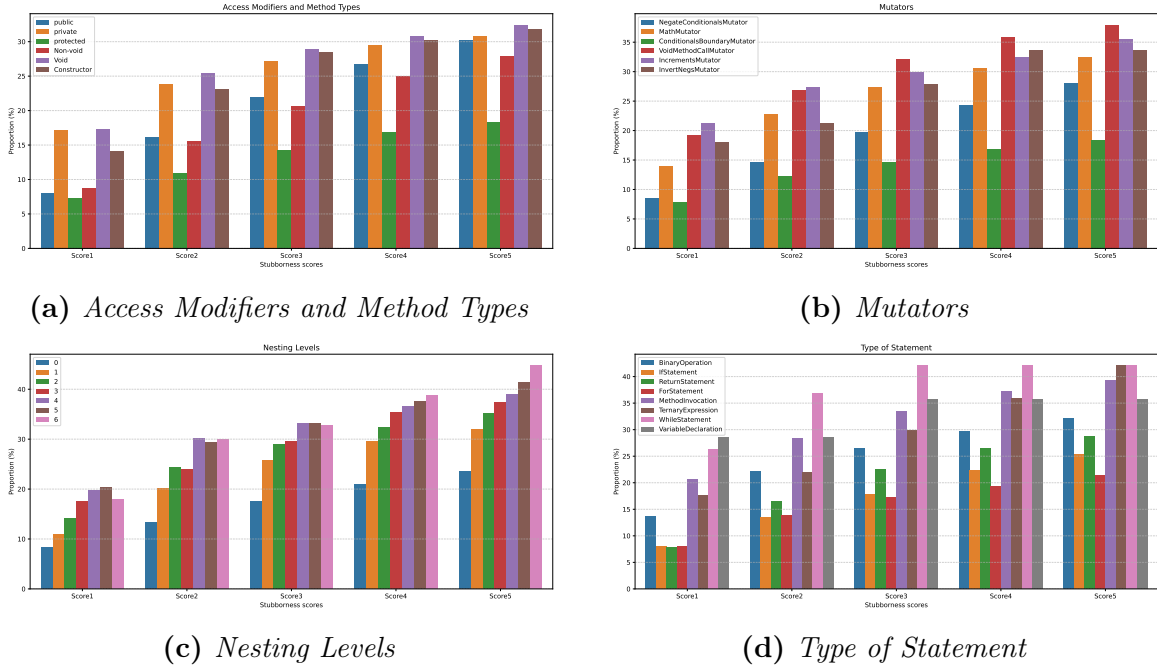 Access Modifiers and Method Types
public
private
protected
Non-void
Void
Constructor
Proportion (%)
30
25
20
15
10
5
0
Score1 Score2 Score3 Score4 Score5
Stuborness scores
(a) Access Modifiers and Method Types
Mutators
NegateConditionalsMutator
MathMutator
ConditionalsBoundaryMutator
VoidMethodCallMutator
IncrementsMutator
InvertNegsMutator
Proportion (%)
35
30
25
20
15
10
5
0
Score1 Score2 Score3 Score4 Score5
Stuborness scores
(b) Mutators
Nesting Levels
0
1
2
3
4
5
6
Proportion (%)
40
30
20
10
0
Score1 Score2 Score3 Score4 Score5
Stuborness scores
(c) Nesting Levels
Type of Statement
BinaryOperation
IfStatement
ReturnStatement
ForStatement
MethodInvocation
TernaryExpression
WhileStatement
VariableDeclaration
Proportion (%)
40
35
30
25
20
15
10
5
0
Score1 Score2 Score3 Score4 Score5
Stuborness scores
(d) Type of Statement